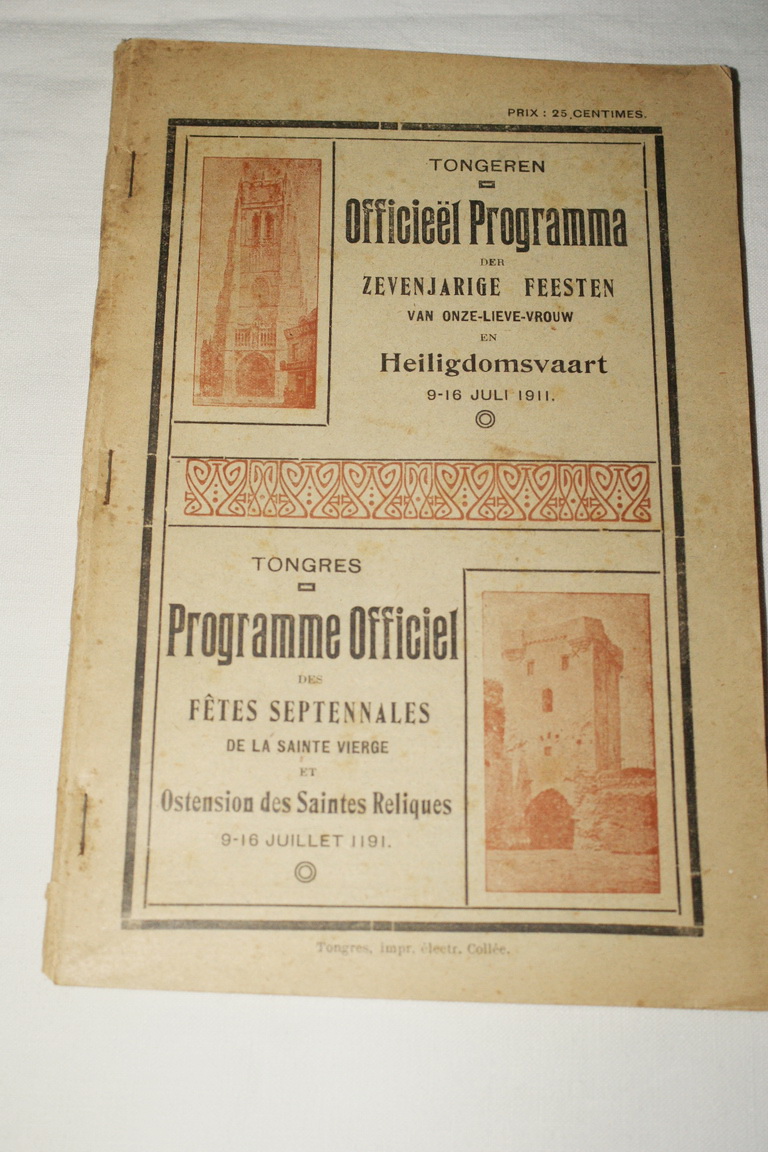 PRIX : 25 CENTIMES.
TONGEREN
Officieël Programma
DER
ZEVENJARIGE FEESTEN
VAN ONZE-LIEVE-VROUW
EN
Heiligdomsvaart
9-16 JULI 1911.
TONGRES
Programme Officiel
DES
FÊTES SEPTENNALES
DE LA SAINTE VIERGE
ET
Ostension des Saintes Reliques
9-16 JUILLET 1191.
Tongres, Impr. électr. Collée.